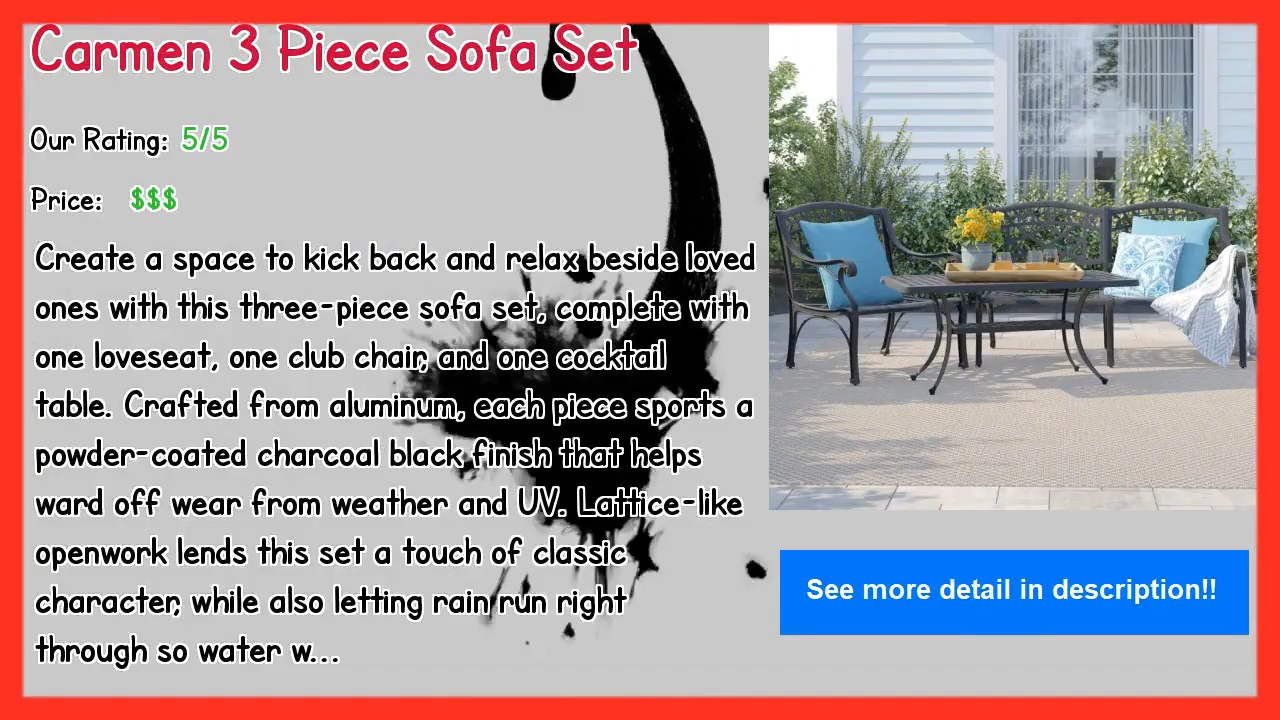 Carmen 3 Piece Sofa Set
Our Rating: 5/5
Price: $$$
Create a space to kick back and relax beside loved
ones with this three-piece sofa set, complete with
one loveseat, one club chair, and one cocktail
table. Crafted from aluminum, each piece sports a
powder-coated charcoal black finish that helps
ward off wear from weather and UV. Lattice-like
openwork lends this set a touch of classic
character, while also letting rain run right
through so water w...
See more detail in description!!